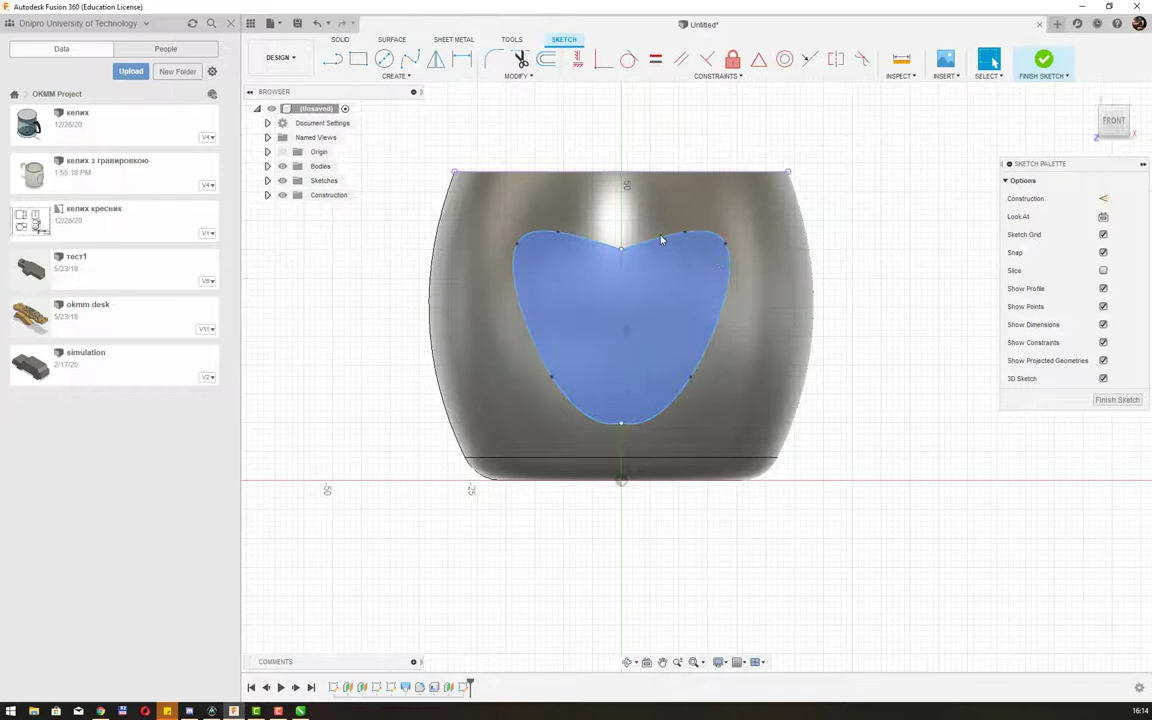 Autodesk Fusion 360 (Education License)
Dnipro University of Technology
Untitled*
Data
People
Upload
New Folder
OKMM Project
келих
12/26/20
V4
келих з гравировкою
1:55:18 PM
V4
келих кресник
12/26/20
V1
тест1
5/23/18
V8
okmm desk
5/23/18
V11
simulation
2/17/20
V2
DESIGN
SOLID
SURFACE
SHEET METAL
TOOLS
SKETCH
CREATE
MODIFY
CONSTRAINTS
INSPECT
INSERT
SELECT
FINISH SKETCH
BROWSER
(Unsaved)
Document Settings
Named Views
Origin
Bodies
Sketches
Construction
50
-50
-25
FRONT
X
Z
SKETCH PALETTE
Options
Construction
Look At
Sketch Grid
Snap
Slice
Show Profile
Show Points
Show Dimensions
Show Constraints
Show Projected Geometries
3D Sketch
Finish Sketch
COMMENTS
16:14